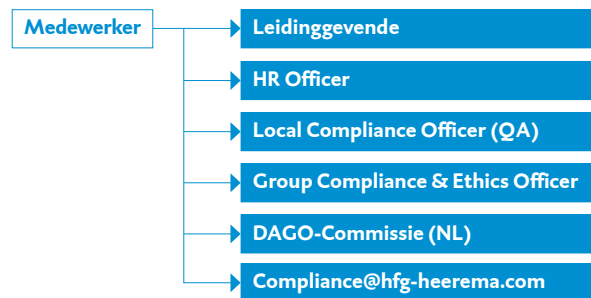 Medewerker
Leidinggevende
HR Officer
Local Compliance Officer (QA)
Group Compliance & Ethics Officer
DAGO-Commissie (NL)
Compliance@hfg-heerema.com